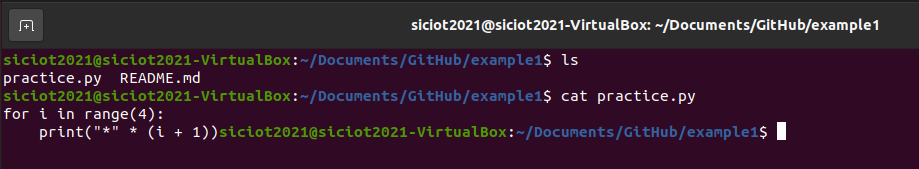 siciot2021@siciot2021-VirtualBox: ~/Documents/GitHub/example1
siciot2021@siciot2021-VirtualBox:~/Documents/GitHub/example1$ ls
practice.py  README.md
siciot2021@siciot2021-VirtualBox:~/Documents/GitHub/example1$ cat practice.py
for i in range(4):
    print("*" * (i + 1))siciot2021@siciot2021-VirtualBox:~/Documents/GitHub/example1$